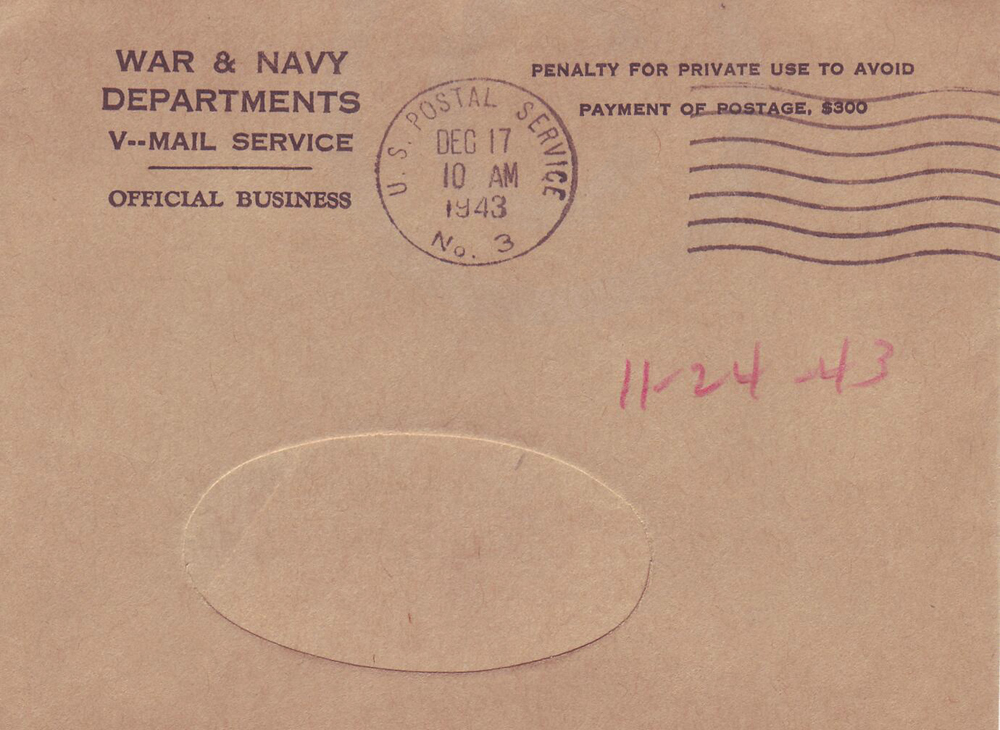 WAR & NAVY
DEPARTMENTS
V--MAIL SERVICE
OFFICIAL BUSINESS
U.S. POSTAL SERVICE
DEC 17
10 AM
1943
No. 3
PENALTY FOR PRIVATE USE TO AVOID
PAYMENT OF POSTAGE, $300
11-24-43